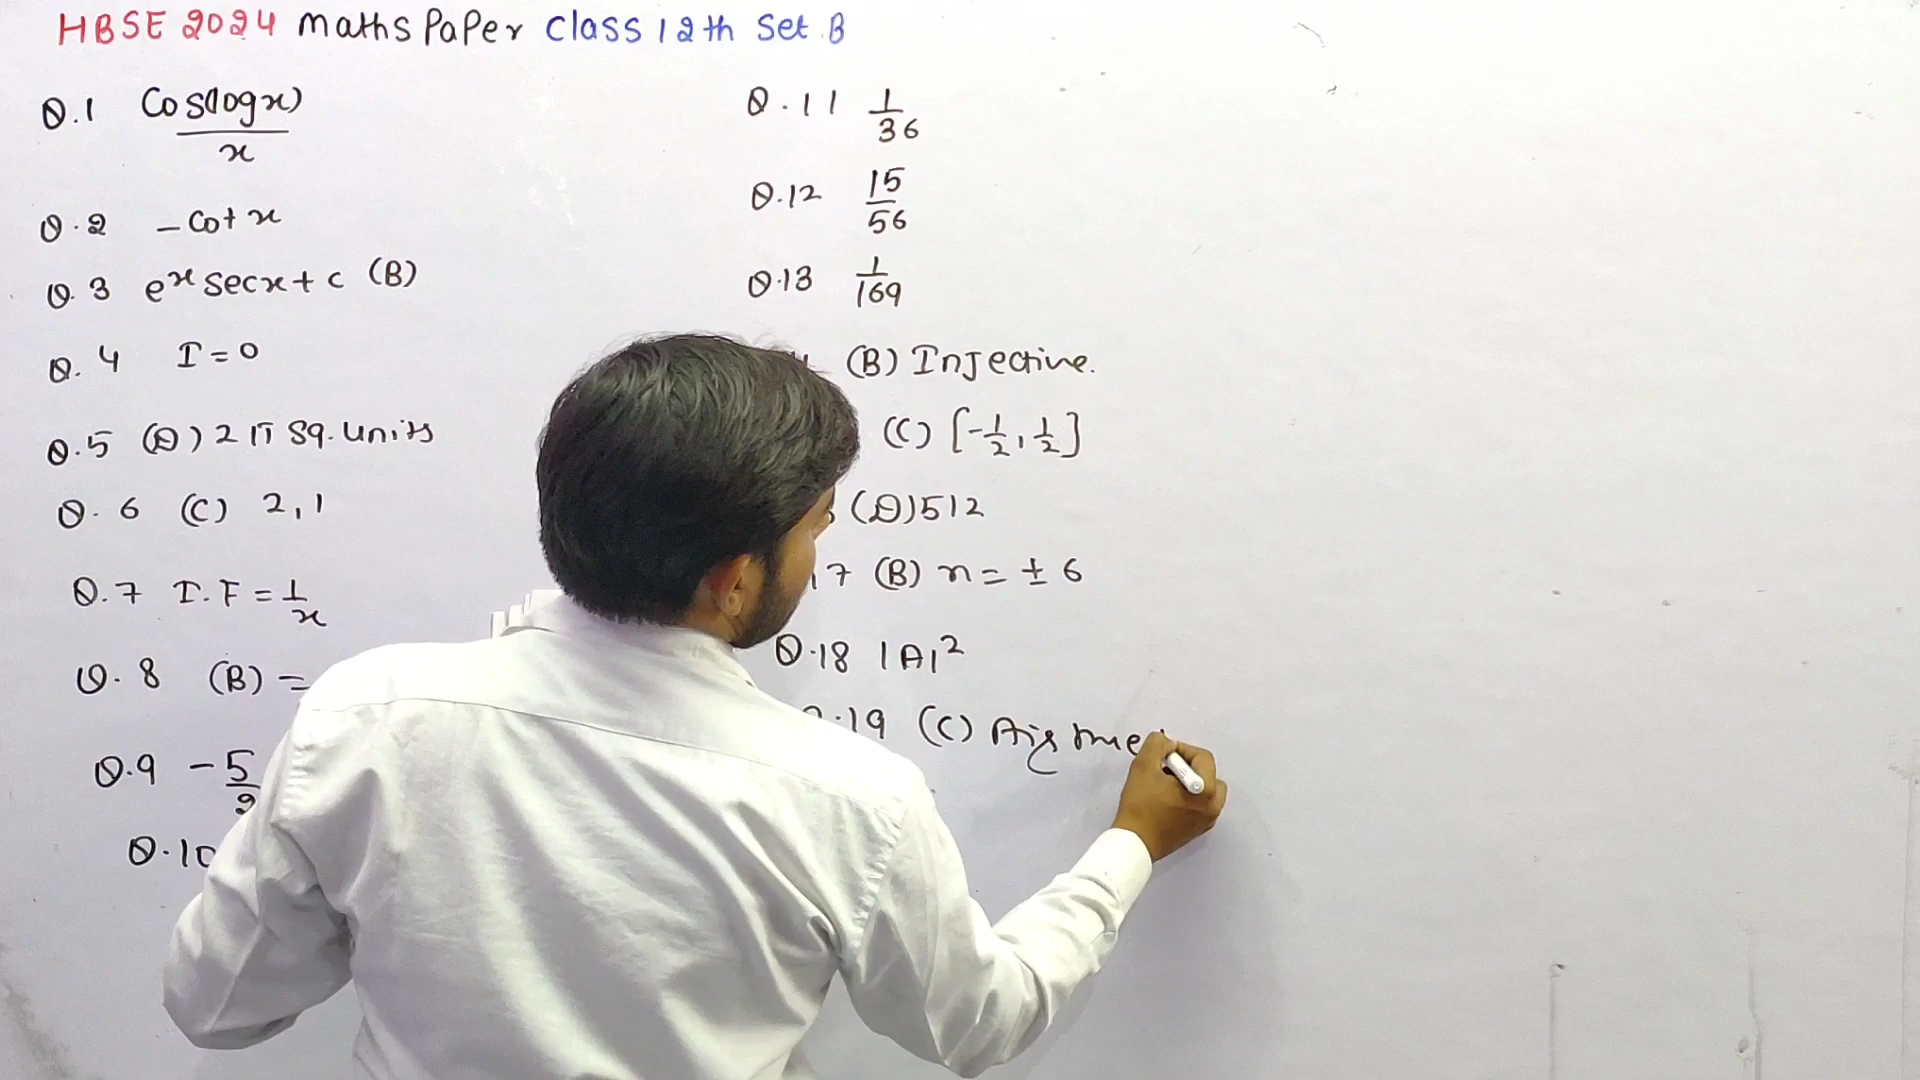 HBSE 2024 Maths Paper Class 12th Set B
Q.1 Cos(logx)
x
Q.2 -Cot x
Q.3 e^x secx + c (B)
Q.4 I = 0
Q.5 (D) 2π Sq. units
Q.6 (C) 2, 1
Q.7 I.F = 1/x
Q.8 (B) =
Q.9 -5/2
Q.10
Q.11 1/36
Q.12 15/56
Q.13 1/169
(B) Injective.
(C) [-1/2, 1/2]
(D) 512
17 (B) n = ± 6
Q.18 |A|²
.19 (C)